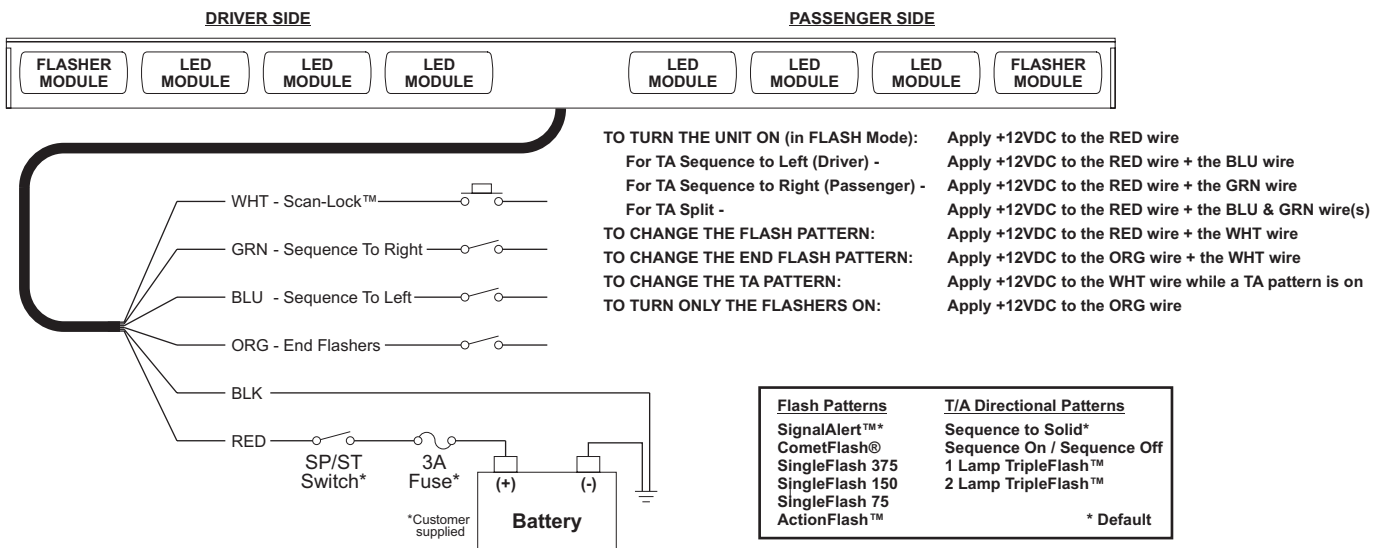 DRIVER SIDE
PASSENGER SIDE
FLASHER MODULE
LED MODULE
LED MODULE
LED MODULE
LED MODULE
LED MODULE
LED MODULE
FLASHER MODULE
TO TURN THE UNIT ON (in FLASH Mode): Apply +12VDC to the RED wire
For TA Sequence to Left (Driver) - Apply +12VDC to the RED wire + the BLU wire
For TA Sequence to Right (Passenger) - Apply +12VDC to the RED wire + the GRN wire
For TA Split - Apply +12VDC to the RED wire + the BLU & GRN wire(s)
TO CHANGE THE FLASH PATTERN: Apply +12VDC to the RED wire + the WHT wire
TO CHANGE THE END FLASH PATTERN: Apply +12VDC to the ORG wire + the WHT wire
TO CHANGE THE TA PATTERN: Apply +12VDC to the WHT wire while a TA pattern is on
TO TURN ONLY THE FLASHERS ON: Apply +12VDC to the ORG wire
WHT - Scan-Lock™
GRN - Sequence To Right
BLU - Sequence To Left
ORG - End Flashers
BLK
RED
SP/ST
Switch*
3A
Fuse*
(+)
(-)
*Customer
supplied
Battery
Flash Patterns
SignalAlert™*
CometFlash®
SingleFlash 375
SingleFlash 150
SingleFlash 75
ActionFlash™
T/A Directional Patterns
Sequence to Solid*
Sequence On / Sequence Off
1 Lamp TripleFlash™
2 Lamp TripleFlash™
* Default